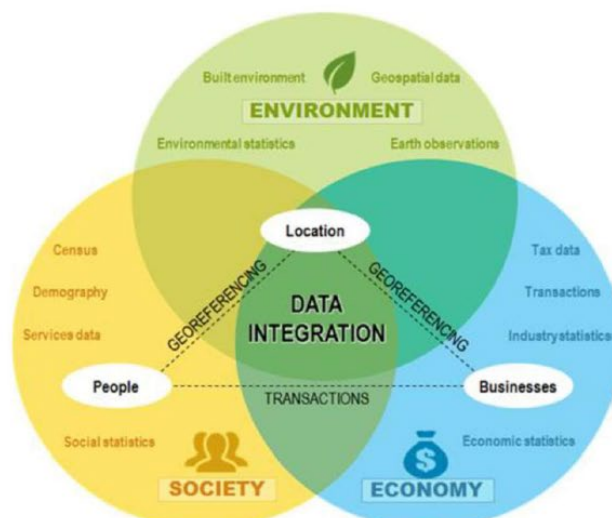 Built environment
Geospatial data
ENVIRONMENT
Environmental statistics
Earth observations
Location
Census
Tax data
GEOREFERENCING
GEOREFERENCING
Demography
Transactions
DATA
INTEGRATION
Services data
Industry statistics
People
Businesses
TRANSACTIONS
Social statistics
Economic statistics
$
SOCIETY
ECONOMY